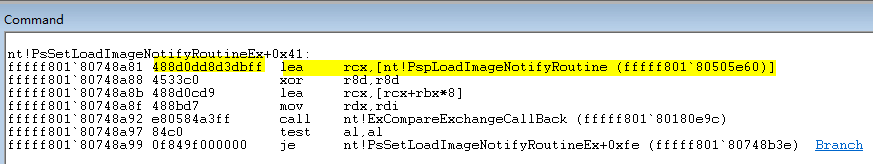 Command
nt!PsSetLoadImageNotifyRoutineEx+0x41:
fffff801`80748a81 488d0dd8d3dbff lea rcx,[nt!PspLoadImageNotifyRoutine (fffff801`80505e60)]
fffff801`80748a88 4533c0 xor r8d,r8d
fffff801`80748a8b 488d0cd9 lea rcx,[rcx+rbx*8]
fffff801`80748a8f 488bd7 mov rdx,rdi
fffff801`80748a92 e80584a3ff call nt!ExCompareExchangeCallBack (fffff801`80180e9c)
fffff801`80748a97 84c0 test al,al
fffff801`80748a99 0f849f000000 je nt!PsSetLoadImageNotifyRoutineEx+0xfe (fffff801`80748b3e) Branch